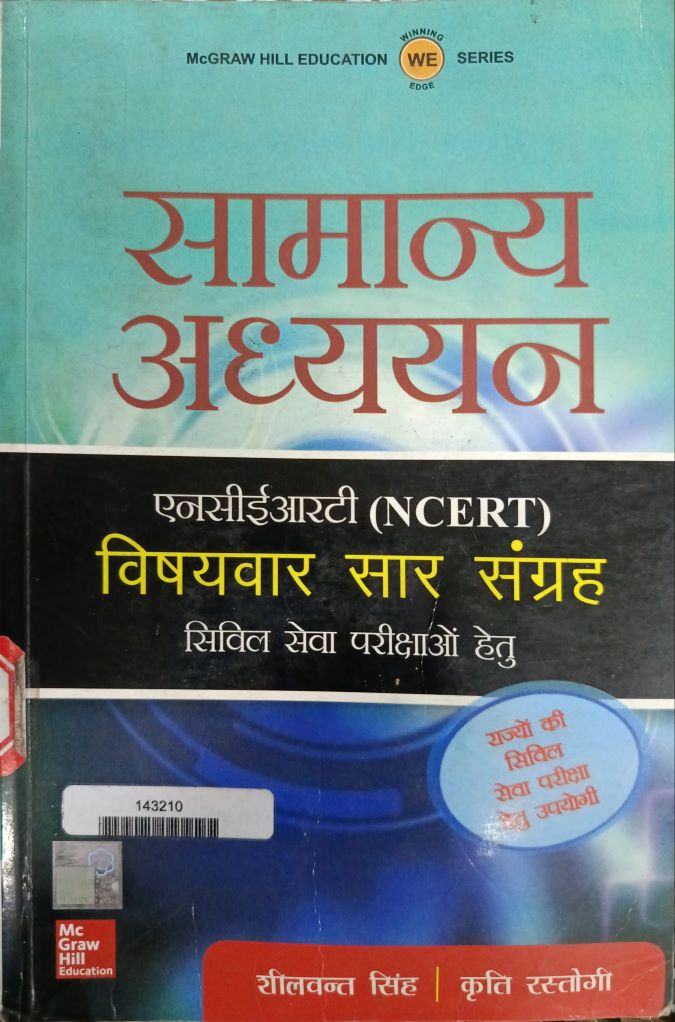 McGRAW HILL EDUCATION WINNING WE EDGE SERIES
सामान्य
अध्ययन
एनसीईआरटी (NCERT)
विषयवार सार संग्रह
सिविल सेवा परीक्षाओं हेतु
राज्यों की
सिविल
सेवा परीक्षा
हेतु उपयोगी
143210
Mc
Graw
Hill
Education
शीलवन्त सिंह | कृति रस्तोगी